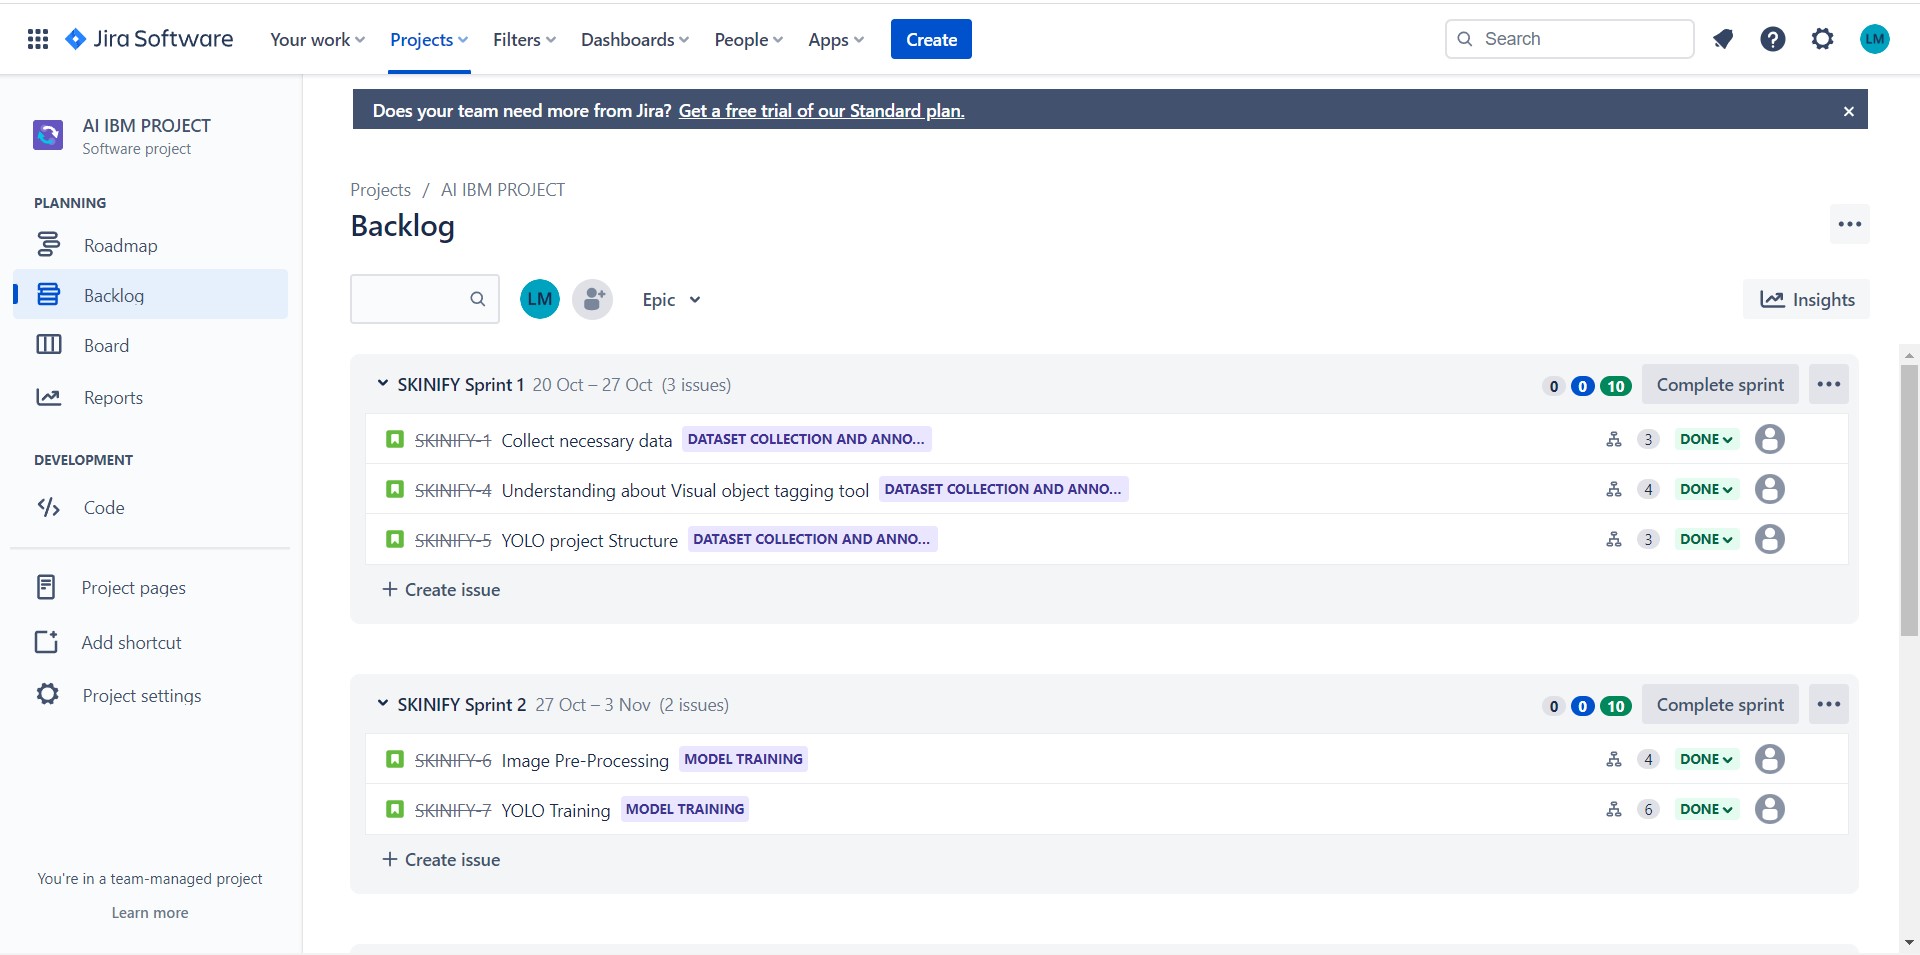 Jira Software Your work Projects Filters Dashboards People Apps Create Search LM
Does your team need more from Jira? Get a free trial of our Standard plan.
AI IBM PROJECT
Software project
PLANNING
Roadmap
Backlog
Board
Reports
DEVELOPMENT
Code
Project pages
Add shortcut
Project settings
You're in a team-managed project
Learn more
Projects / AI IBM PROJECT
Backlog
LM Epic Insights
SKINIFY Sprint 1 20 Oct – 27 Oct (3 issues) 0 0 10 Complete sprint
SKINIFY-1 Collect necessary data DATASET COLLECTION AND ANNO... 3 DONE
SKINIFY-4 Understanding about Visual object tagging tool DATASET COLLECTION AND ANNO... 4 DONE
SKINIFY-5 YOLO project Structure DATASET COLLECTION AND ANNO... 3 DONE
+ Create issue
SKINIFY Sprint 2 27 Oct – 3 Nov (2 issues) 0 0 10 Complete sprint
SKINIFY-6 Image Pre-Processing MODEL TRAINING 4 DONE
SKINIFY-7 YOLO Training MODEL TRAINING 6 DONE
+ Create issue